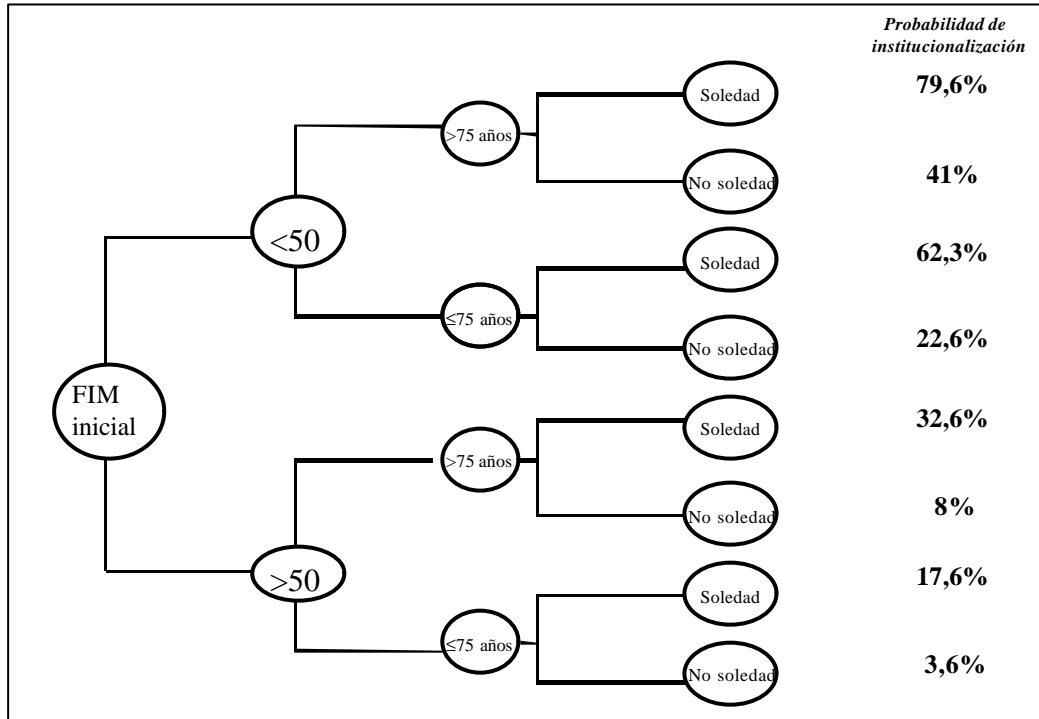 Probabilidad de
institucionalización
Soledad
79,6%
>75 años
No soledad
41%
<50
Soledad
62,3%
≤75 años
No soledad
22,6%
FIM
inicial
Soledad
32,6%
>75 años
No soledad
8%
>50
Soledad
17,6%
≤75 años
No soledad
3,6%